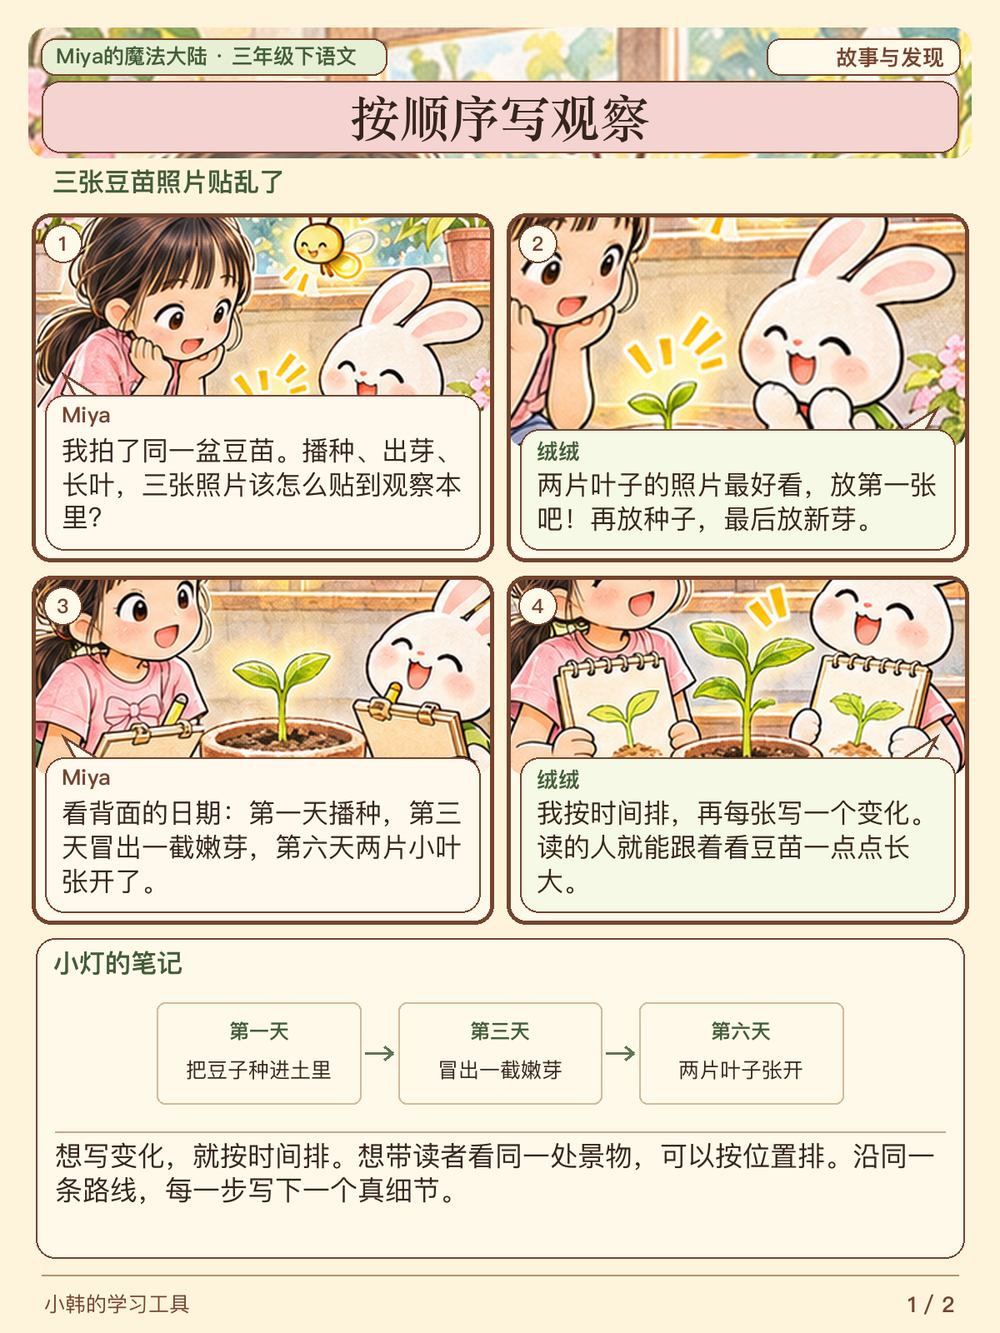 Miya的魔法大陆 · 三年级下语文
故事与发现
按顺序写观察
三张豆苗照片贴乱了
1
Miya
我拍了同一盆豆苗。播种、出芽、
长叶，三张照片该怎么贴到观察本
里？
2
绒绒
两片叶子的照片最好看，放第一张
吧！再放种子，最后放新芽。
3
Miya
看背面的日期：第一天播种，第三
天冒出一截嫩芽，第六天两片小叶
张开了。
4
绒绒
我按时间排，再每张写一个变化。
读的人就能跟着看豆苗一点点长
大。
小灯的笔记
第一天
把豆子种进土里
第三天
冒出一截嫩芽
第六天
两片叶子张开
想写变化，就按时间排。想带读者看同一处景物，可以按位置排。沿同一
条路线，每一步写下一个真细节。
小韩的学习工具
1 / 2